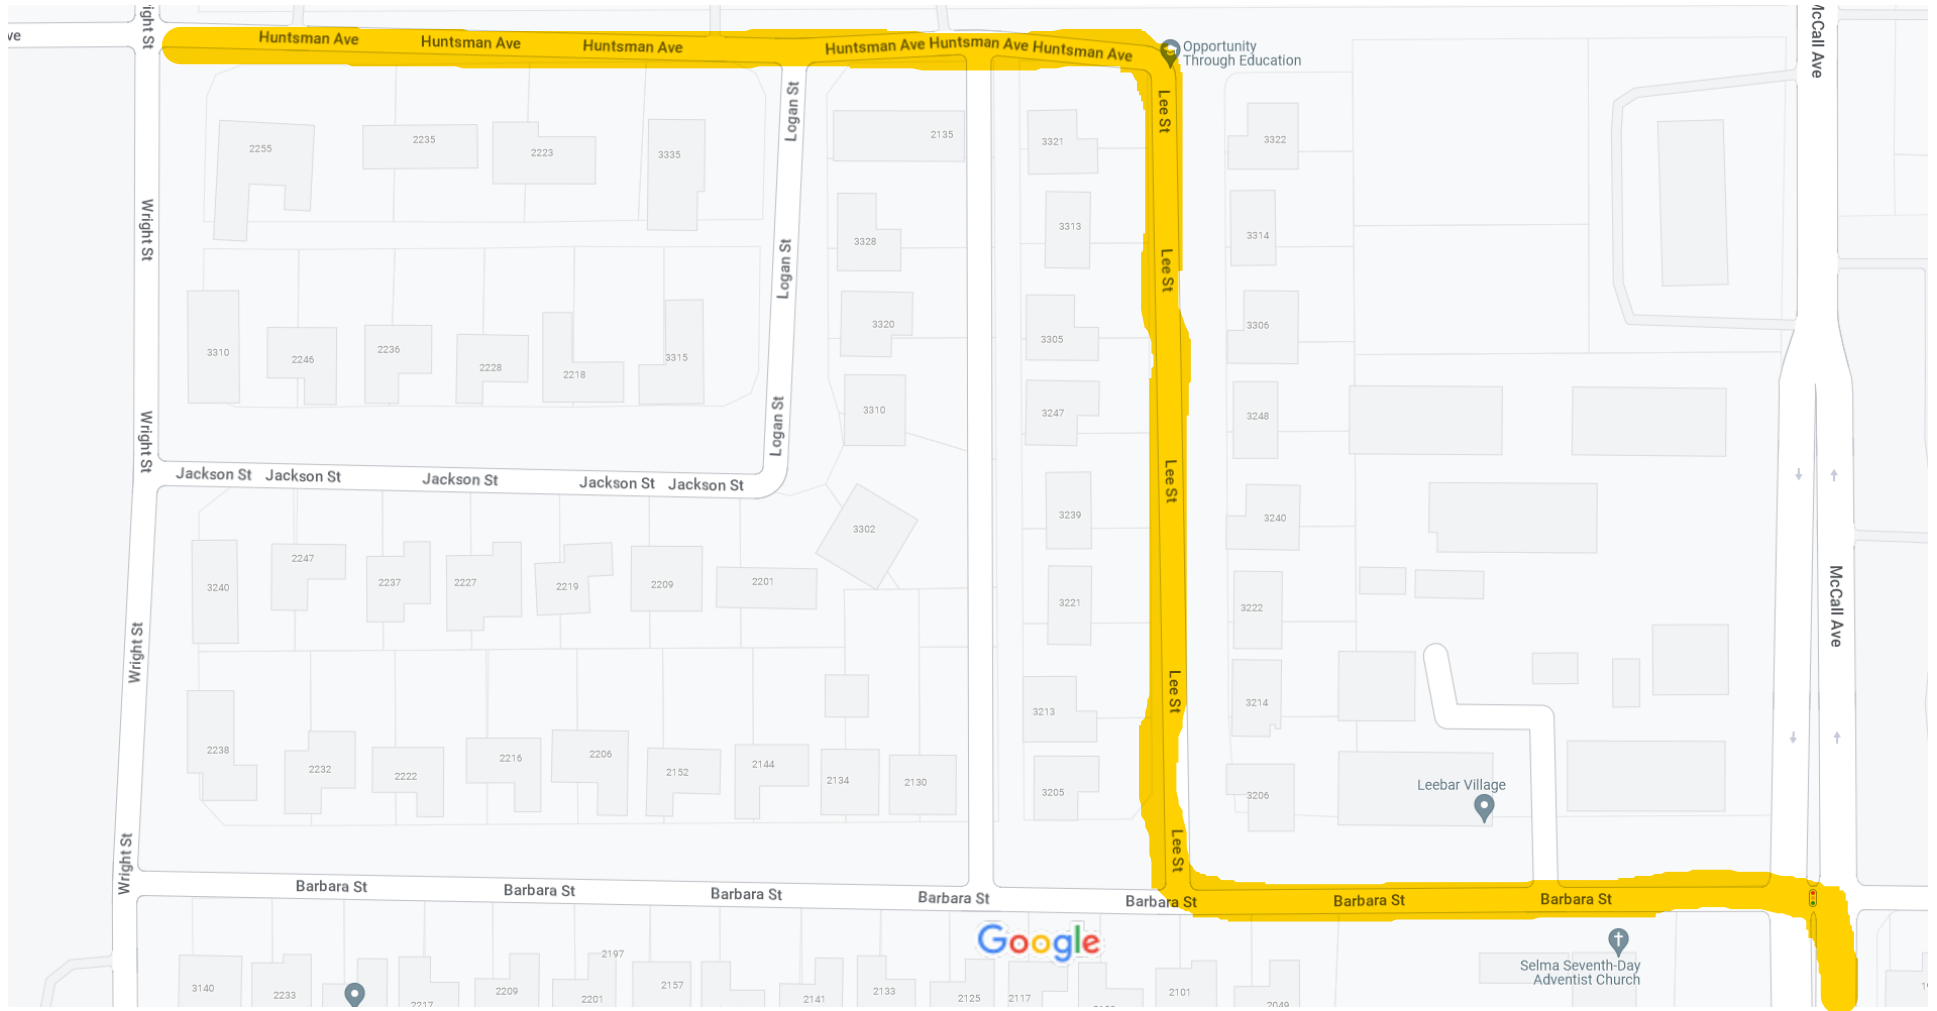 ight St
McCall Ave
ve
Huntsman Ave
Huntsman Ave
Huntsman Ave
Huntsman Ave
Huntsman Ave
Huntsman Ave
Opportunity
Through Education
Logan St
Lee St
2255
2235
2223
3335
2135
3321
3322
Wright St
Logan St
3328
3313
3314
Lee St
3310
2246
2236
2228
2218
3315
3320
3305
3306
Wright St
Logan St
3310
3247
3248
Jackson St
Jackson St
Jackson St
Jackson St
Jackson St
Lee St
3302
3239
3240
3240
2247
2237
2227
2219
2209
2201
3221
3222
McCall Ave
Wright St
Lee St
3213
3214
2238
2232
2222
2216
2206
2152
2144
2134
2130
3205
3206
Leebar Village
Wright St
Lee St
Barbara St
Barbara St
Barbara St
Barbara St
Barbara St
Barbara St
Barbara St
Google
2197
Selma Seventh-Day
Adventist Church
3140
2233
2217
2209
2201
2157
2141
2133
2125
2117
2101
2049